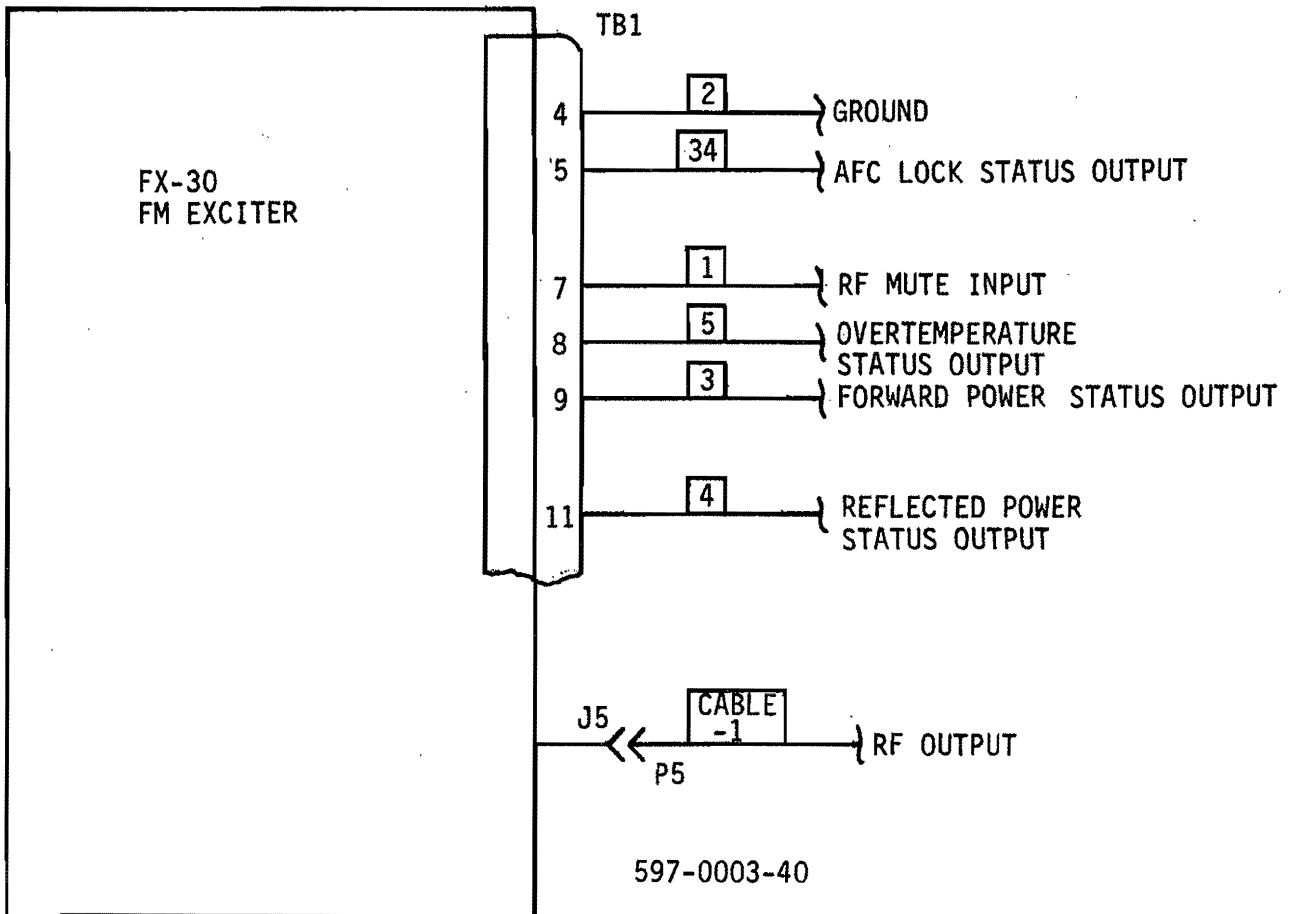 TB1
FX-30
FM EXCITER
4
2
GROUND
5
34
AFC LOCK STATUS OUTPUT
7
1
RF MUTE INPUT
8
5
OVERTEMPERATURE
STATUS OUTPUT
9
3
FORWARD POWER STATUS OUTPUT
11
4
REFLECTED POWER
STATUS OUTPUT
J5
P5
CABLE
-1
RF OUTPUT
597-0003-40